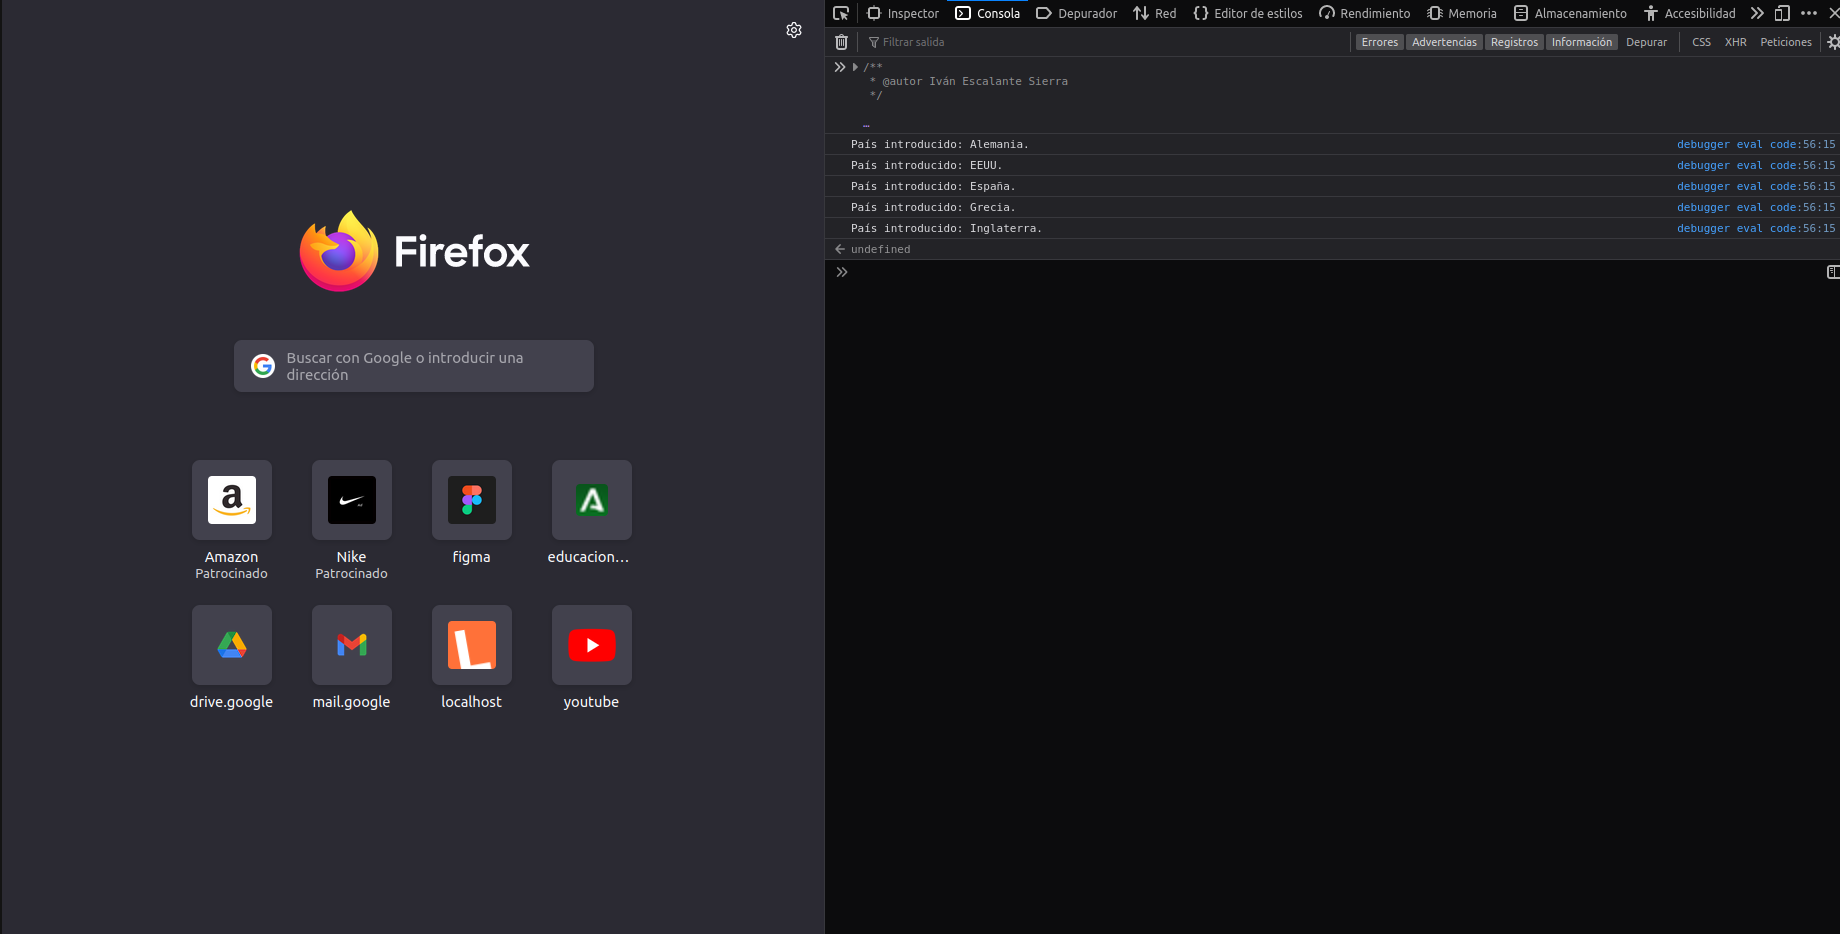 Firefox
Buscar con Google o introducir una
dirección
Amazon
Patrocinado
Nike
Patrocinado
figma
educacion…
drive.google
mail.google
localhost
youtube
Inspector Consola Depurador Red Editor de estilos Rendimiento Memoria Almacenamiento Accesibilidad
Filtrar salida Errores Advertencias Registros Información Depurar CSS XHR Peticiones
/**
* @autor Iván Escalante Sierra
*/
…
País introducido: Alemania. debugger eval code:56:15
País introducido: EEUU. debugger eval code:56:15
País introducido: España. debugger eval code:56:15
País introducido: Grecia. debugger eval code:56:15
País introducido: Inglaterra. debugger eval code:56:15
undefined